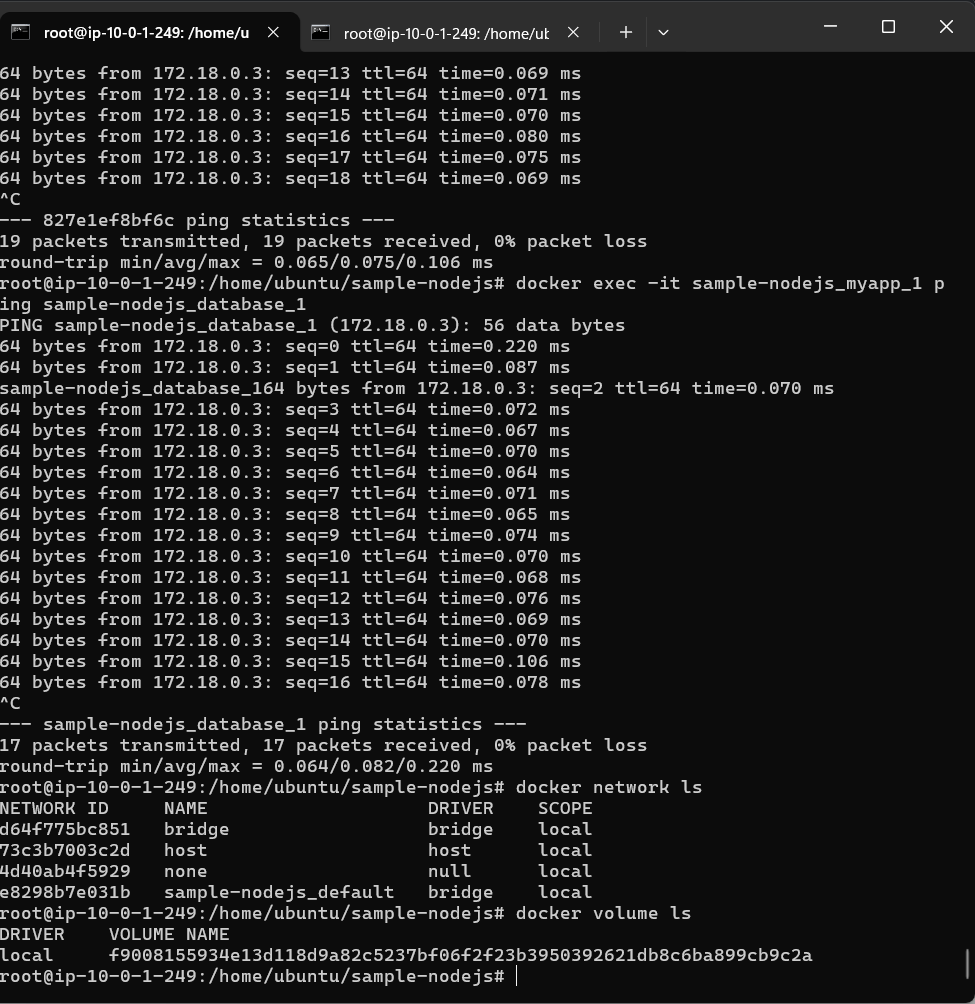 root@ip-10-0-1-249: /home/u
root@ip-10-0-1-249: /home/ub
64 bytes from 172.18.0.3: seq=13 ttl=64 time=0.069 ms
64 bytes from 172.18.0.3: seq=14 ttl=64 time=0.071 ms
64 bytes from 172.18.0.3: seq=15 ttl=64 time=0.070 ms
64 bytes from 172.18.0.3: seq=16 ttl=64 time=0.080 ms
64 bytes from 172.18.0.3: seq=17 ttl=64 time=0.075 ms
64 bytes from 172.18.0.3: seq=18 ttl=64 time=0.069 ms
^C
--- 827e1ef8bf6c ping statistics ---
19 packets transmitted, 19 packets received, 0% packet loss
round-trip min/avg/max = 0.065/0.075/0.106 ms
root@ip-10-0-1-249:/home/ubuntu/sample-nodejs# docker exec -it sample-nodejs_myapp_1 p
ing sample-nodejs_database_1
PING sample-nodejs_database_1 (172.18.0.3): 56 data bytes
64 bytes from 172.18.0.3: seq=0 ttl=64 time=0.220 ms
64 bytes from 172.18.0.3: seq=1 ttl=64 time=0.087 ms
sample-nodejs_database_164 bytes from 172.18.0.3: seq=2 ttl=64 time=0.070 ms
64 bytes from 172.18.0.3: seq=3 ttl=64 time=0.072 ms
64 bytes from 172.18.0.3: seq=4 ttl=64 time=0.067 ms
64 bytes from 172.18.0.3: seq=5 ttl=64 time=0.070 ms
64 bytes from 172.18.0.3: seq=6 ttl=64 time=0.064 ms
64 bytes from 172.18.0.3: seq=7 ttl=64 time=0.071 ms
64 bytes from 172.18.0.3: seq=8 ttl=64 time=0.065 ms
64 bytes from 172.18.0.3: seq=9 ttl=64 time=0.074 ms
64 bytes from 172.18.0.3: seq=10 ttl=64 time=0.070 ms
64 bytes from 172.18.0.3: seq=11 ttl=64 time=0.068 ms
64 bytes from 172.18.0.3: seq=12 ttl=64 time=0.076 ms
64 bytes from 172.18.0.3: seq=13 ttl=64 time=0.069 ms
64 bytes from 172.18.0.3: seq=14 ttl=64 time=0.070 ms
64 bytes from 172.18.0.3: seq=15 ttl=64 time=0.106 ms
64 bytes from 172.18.0.3: seq=16 ttl=64 time=0.078 ms
^C
--- sample-nodejs_database_1 ping statistics ---
17 packets transmitted, 17 packets received, 0% packet loss
round-trip min/avg/max = 0.064/0.082/0.220 ms
root@ip-10-0-1-249:/home/ubuntu/sample-nodejs# docker network ls
NETWORK ID     NAME                    DRIVER    SCOPE
d64f775bc851   bridge                  bridge    local
73c3b7003c2d   host                    host      local
4d40ab4f5929   none                    null      local
e8298b7e031b   sample-nodejs_default   bridge    local
root@ip-10-0-1-249:/home/ubuntu/sample-nodejs# docker volume ls
DRIVER    VOLUME NAME
local     f9008155934e13d118d9a82c5237bf06f2f23b3950392621db8c6ba899cb9c2a
root@ip-10-0-1-249:/home/ubuntu/sample-nodejs#